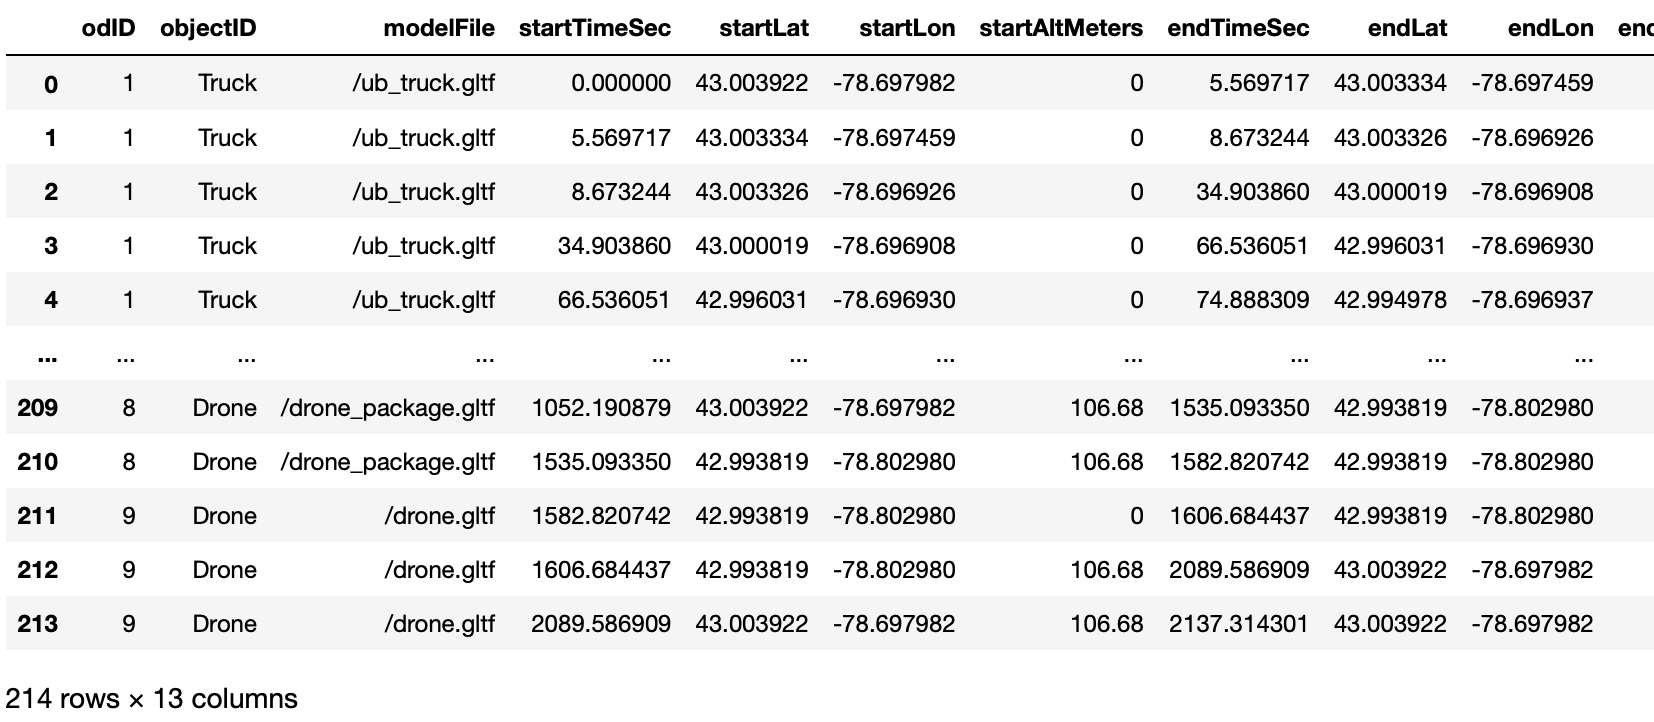 odID objectID modelFile startTimeSec startLat startLon startAltMeters endTimeSec endLat endLon
0 1 Truck /ub_truck.gltf 0.000000 43.003922 -78.697982 0 5.569717 43.003334 -78.697459
1 1 Truck /ub_truck.gltf 5.569717 43.003334 -78.697459 0 8.673244 43.003326 -78.696926
2 1 Truck /ub_truck.gltf 8.673244 43.003326 -78.696926 0 34.903860 43.000019 -78.696908
3 1 Truck /ub_truck.gltf 34.903860 43.000019 -78.696908 0 66.536051 42.996031 -78.696930
4 1 Truck /ub_truck.gltf 66.536051 42.996031 -78.696930 0 74.888309 42.994978 -78.696937
... ... ... ... ... ... ... ... ... ... ...
209 8 Drone /drone_package.gltf 1052.190879 43.003922 -78.697982 106.68 1535.093350 42.993819 -78.802980
210 8 Drone /drone_package.gltf 1535.093350 42.993819 -78.802980 106.68 1582.820742 42.993819 -78.802980
211 9 Drone /drone.gltf 1582.820742 42.993819 -78.802980 0 1606.684437 42.993819 -78.802980
212 9 Drone /drone.gltf 1606.684437 42.993819 -78.802980 106.68 2089.586909 43.003922 -78.697982
213 9 Drone /drone.gltf 2089.586909 43.003922 -78.697982 106.68 2137.314301 43.003922 -78.697982
214 rows × 13 columns